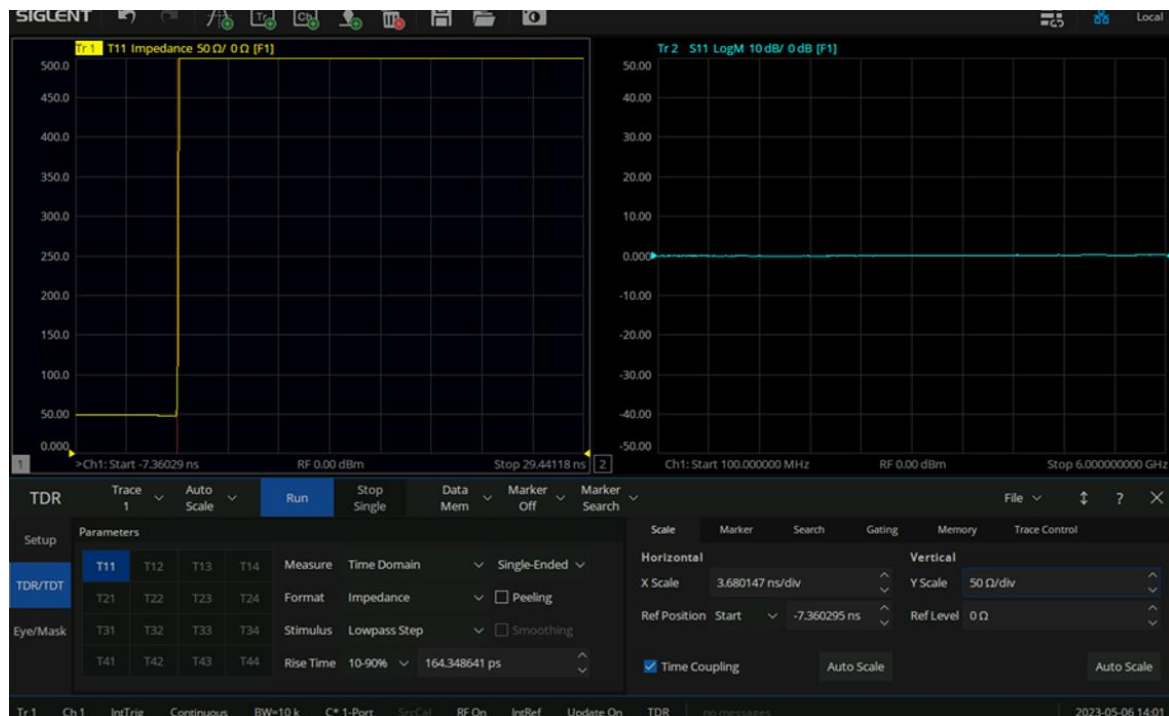 SIGLENT Tr Cb Local
Tr 1 T11 Impedance 50 Ω/ 0 Ω [F1]
500.0
450.0
400.0
350.0
300.0
250.0
200.0
150.0
100.0
50.00
0.000
1 >Ch1: Start -7.36029 ns RF 0.00 dBm Stop 29.44118 ns
Tr 2 S11 LogM 10 dB/ 0 dB [F1]
50.00
40.00
30.00
20.00
10.00
0.000
-10.00
-20.00
-30.00
-40.00
-50.00
2 Ch1: Start 100.000000 MHz RF 0.00 dBm Stop 6.000000000 GHz
TDR Trace 1 Auto Scale Run Stop Single Data Mem Marker Off Marker Search File ? X
Setup
TDR/TDT
Eye/Mask
Parameters
T11 T12 T13 T14 Measure Time Domain Single-Ended
T21 T22 T23 T24 Format Impedance Peeling
T31 T32 T33 T34 Stimulus Lowpass Step Smoothing
T41 T42 T43 T44 Rise Time 10-90% 164.348641 ps
Scale Marker Search Gating Memory Trace Control
Horizontal Vertical
X Scale 3.680147 ns/div Y Scale 50 Ω/div
Ref Position Start -7.360295 ns Ref Level 0 Ω
Time Coupling Auto Scale Auto Scale
Tr 1 Ch 1 IntTrig Continuous BW=10 k C* 1-Port SrcCal RF On IntRef Update On TDR no messages 2023-05-06 14:01